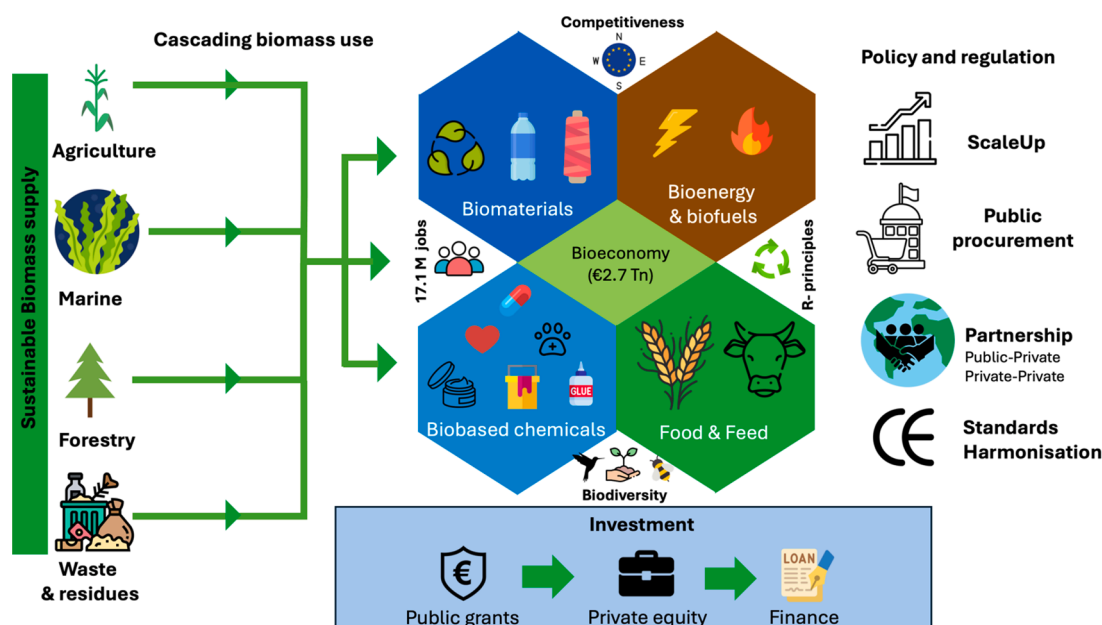 Cascading biomass use
Sustainable Biomass supply
Agriculture
Marine
Forestry
Waste
& residues
Competitiveness
N
W
E
S
Biomaterials
Bioenergy
& biofuels
17.1 M jobs
Bioeconomy
(€2.7 Tn)
R- principles
GLUE
Biobased chemicals
Food & Feed
Biodiversity
Policy and regulation
ScaleUp
Public
procurement
Partnership
Public-Private
Private-Private
CE
Standards
Harmonisation
Investment
€
LOAN
Public grants
Private equity
Finance